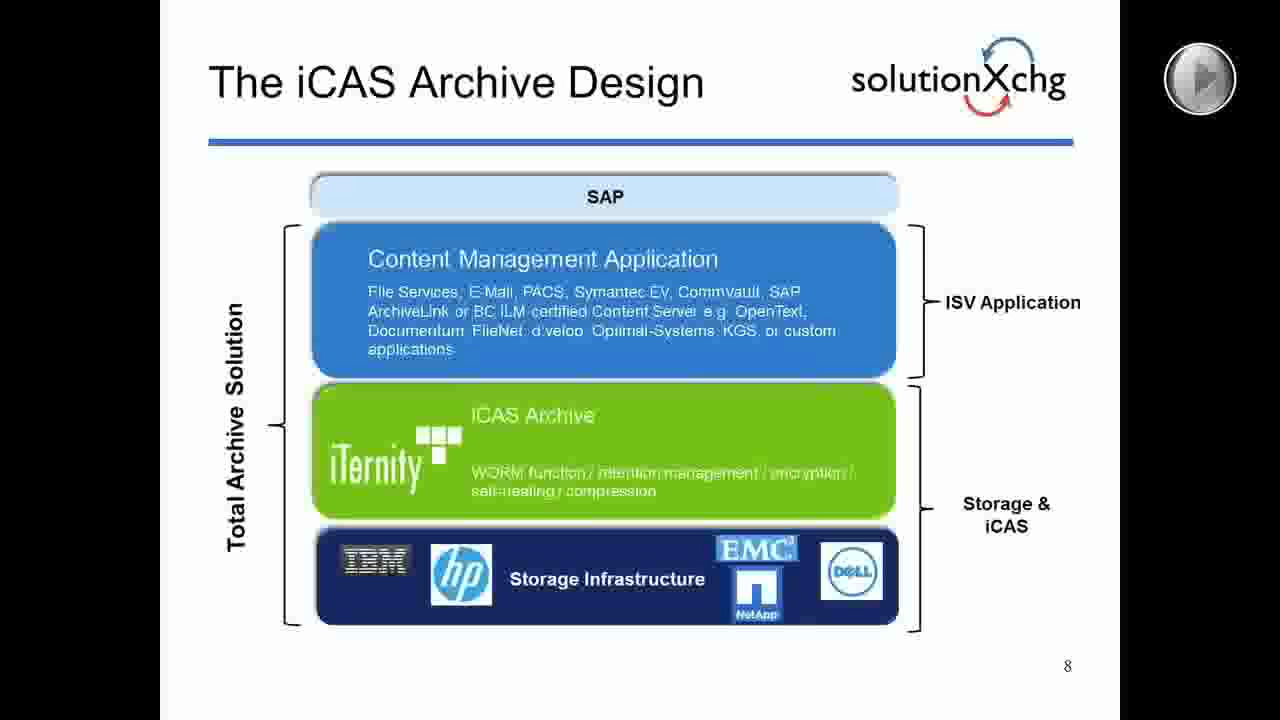 The iCAS Archive Design
solutionXchg
SAP
Content Management Application
File Services, E-Mail, PACS, Symantec EV, CommVault, SAP
ArchiveLink or BC ILM certified Content Server e.g. OpenText,
Documentum, FileNet, d.velop, Optimal-Systems, KGS, or custom
applications
ISV Application
Total Archive Solution
iTernity
iCAS Archive
WORM function / retention management / encryption /
self-healing / compression
Storage &
iCAS
IBM
hp
Storage Infrastructure
EMC²
NetApp
DELL
8